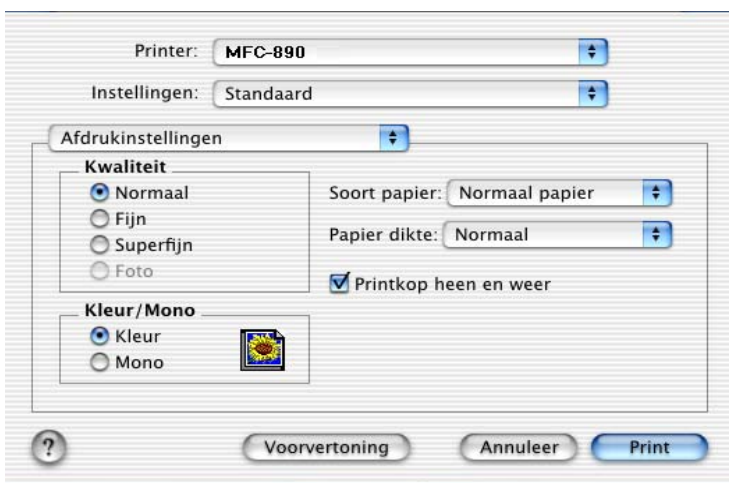 Printer: MFC-890
Instellingen: Standaard
Afdrukinstellingen
Kwaliteit
Normaal
Fijn
Superfijn
Foto
Soort papier: Normaal papier
Papier dikte: Normaal
Printkop heen en weer
Kleur/Mono
Kleur
Mono
? Voorvertoning Annuleer Print